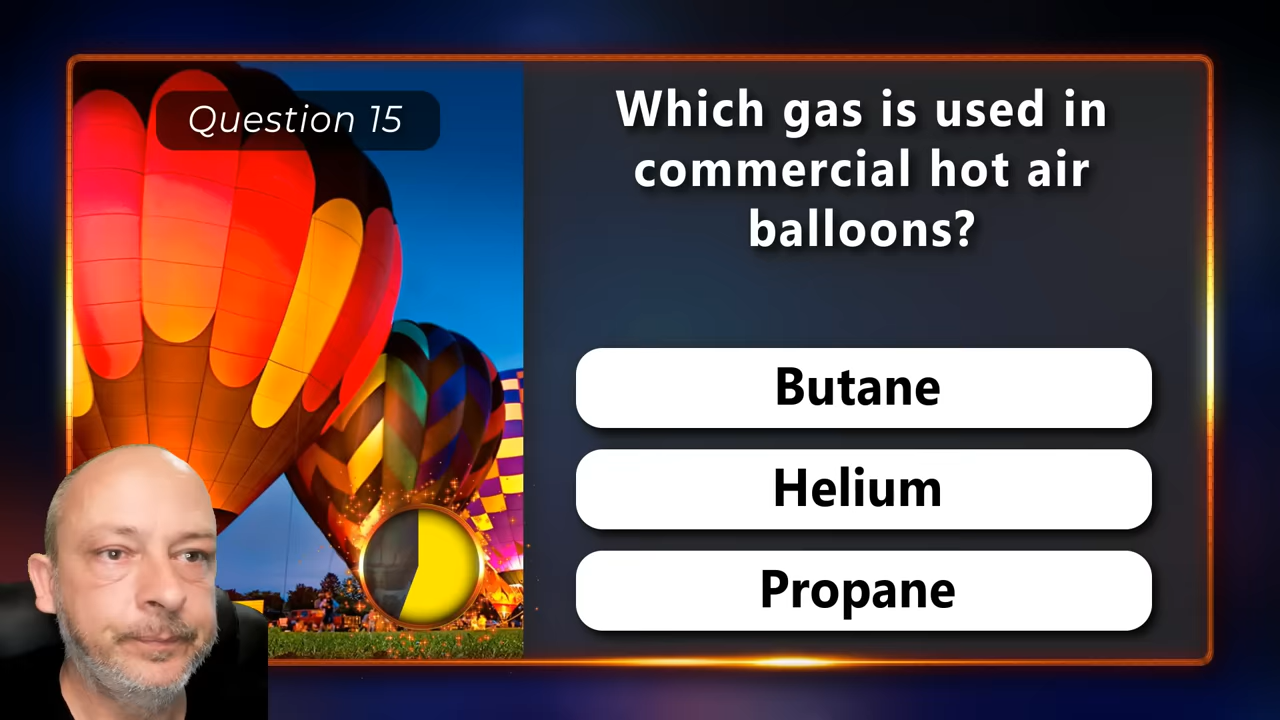 Question 15
Which gas is used in
commercial hot air
balloons?
Butane
Helium
Propane